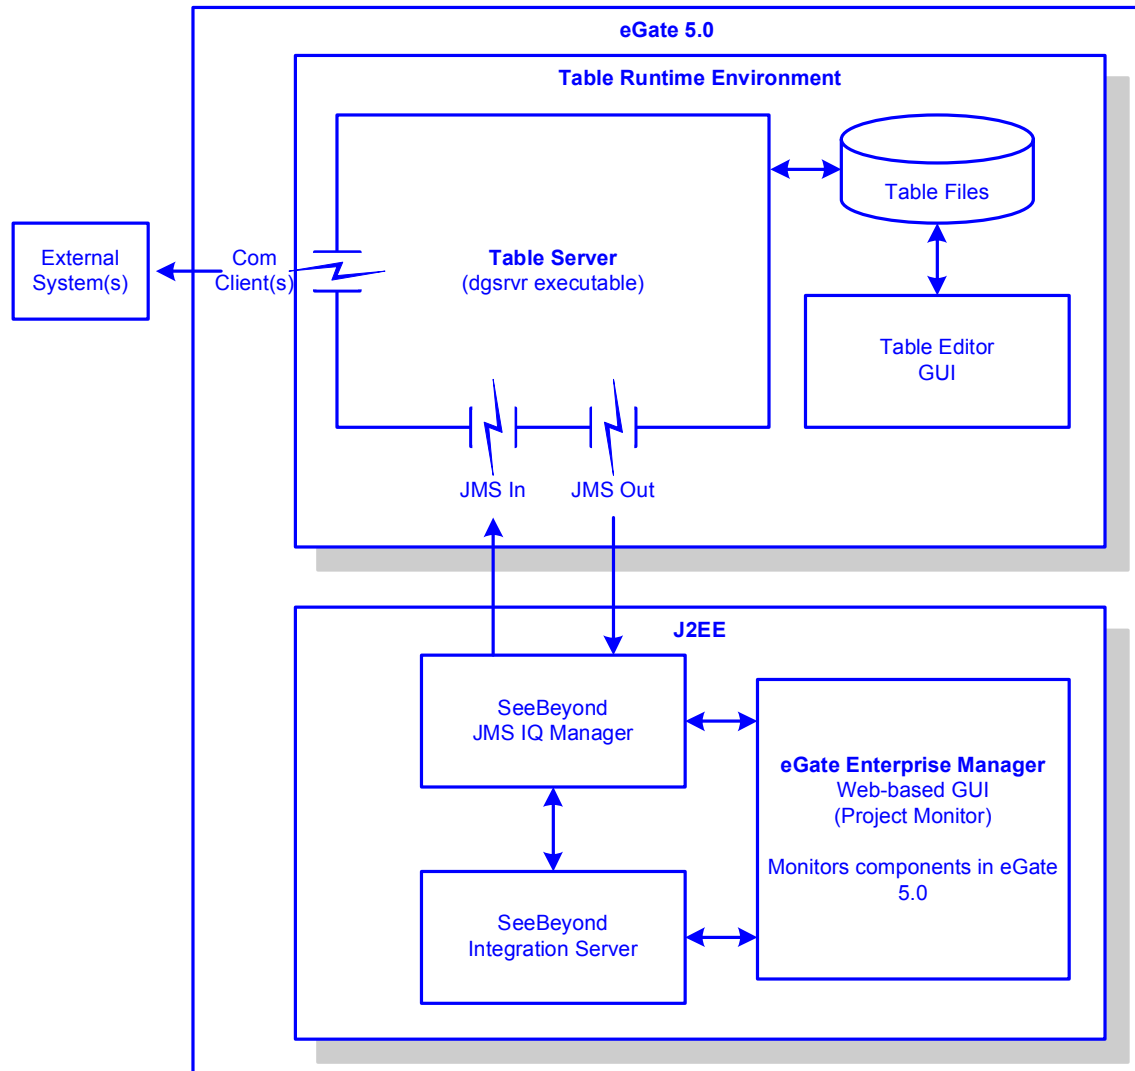 eGate 5.0
Table Runtime Environment
Table Files
External
System(s)
Com
Client(s)
Table Server
(dgsrvr executable)
Table Editor
GUI
JMS In
JMS Out
J2EE
SeeBeyond
JMS IQ Manager
eGate Enterprise Manager
Web-based GUI
(Project Monitor)
Monitors components in eGate
5.0
SeeBeyond
Integration Server